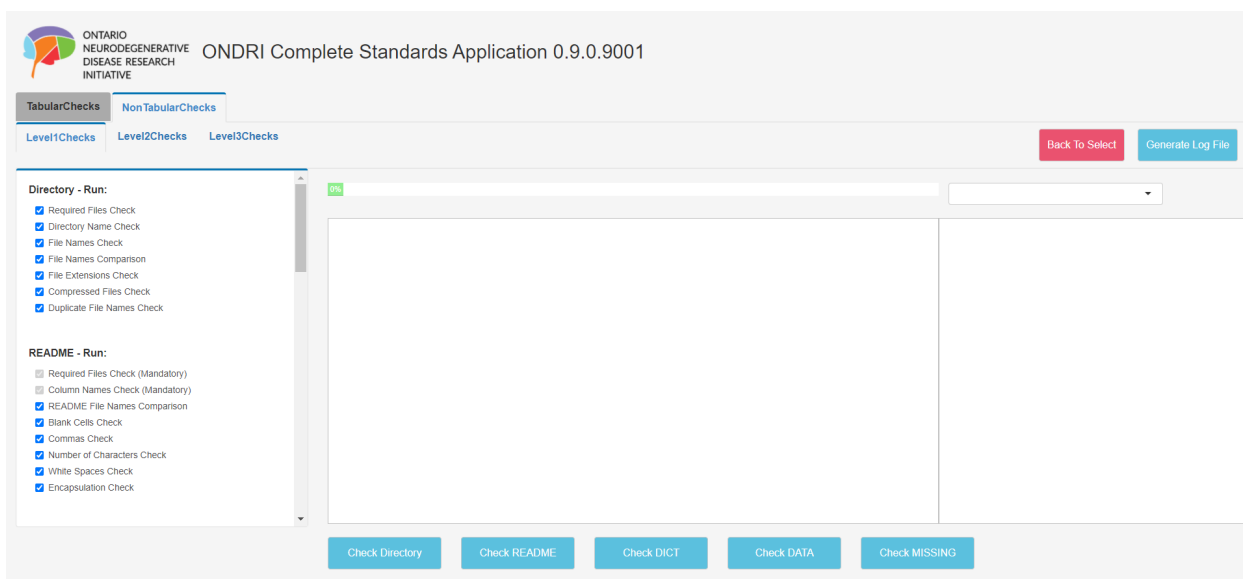 ONTARIO
NEURODEGENERATIVE
DISEASE RESEARCH
INITIATIVE
ONDRI Complete Standards Application 0.9.0.9001
TabularChecks
NonTabularChecks
Level1Checks
Level2Checks
Level3Checks
Back To Select
Generate Log File
Directory - Run:
Required Files Check
Directory Name Check
File Names Check
File Names Comparison
File Extensions Check
Compressed Files Check
Duplicate File Names Check
README - Run:
Required Files Check (Mandatory)
Column Names Check (Mandatory)
README File Names Comparison
Blank Cells Check
Commas Check
Number of Characters Check
White Spaces Check
Encapsulation Check
0%
Check Directory
Check README
Check DICT
Check DATA
Check MISSING